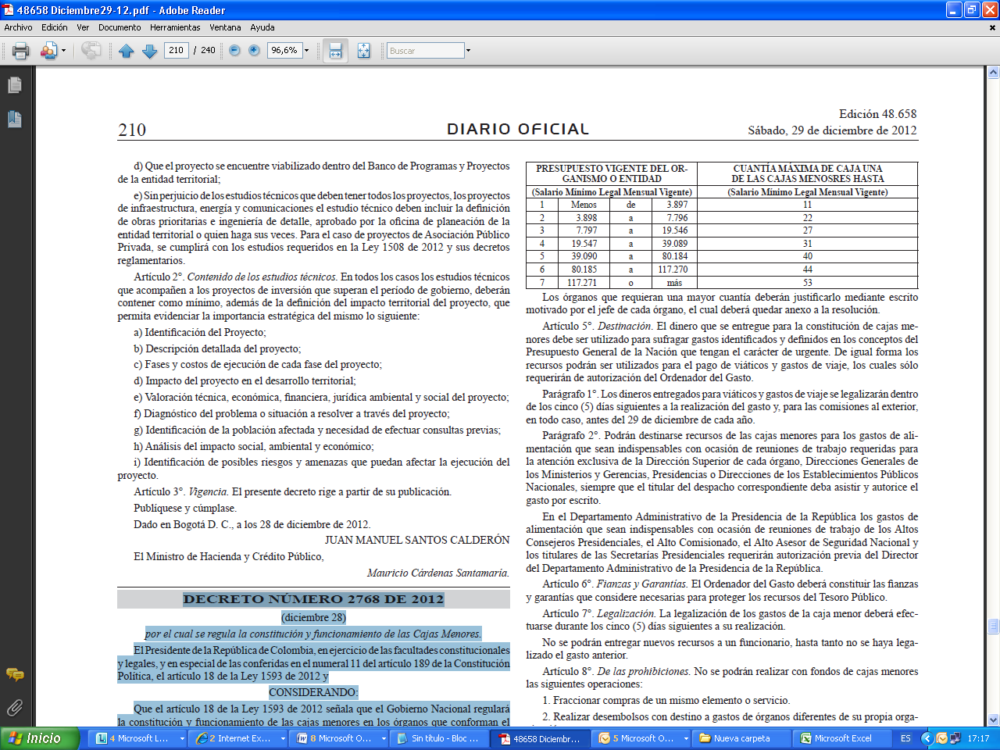 48658 Diciembre29-12.pdf - Adobe Reader
Archivo Edición Ver Documento Herramientas Ventana Ayuda
210 / 240 96,6% Buscar
Edición 48.658
210 DIARIO OFICIAL Sábado, 29 de diciembre de 2012
d) Que el proyecto se encuentre viabilizado dentro del Banco de Programas y Proyectos
de la entidad territorial;
e) Sin perjuicio de los estudios técnicos que deben tener todos los proyectos, los proyectos
de infraestructura, energía y comunicaciones el estudio técnico deben incluir la definición
de obras prioritarias e ingeniería de detalle, aprobado por la oficina de planeación de la
entidad territorial o quien haga sus veces. Para el caso de proyectos de Asociación Público
Privada, se cumplirá con los estudios requeridos en la Ley 1508 de 2012 y sus decretos
reglamentarios.
Artículo 2°. Contenido de los estudios técnicos. En todos los casos los estudios técnicos
que acompañen a los proyectos de inversión que superan el período de gobierno, deberán
contener como mínimo, además de la definición del impacto territorial del proyecto, que
permita evidenciar la importancia estratégica del mismo lo siguiente:
a) Identificación del Proyecto;
b) Descripción detallada del proyecto;
c) Fases y costos de ejecución de cada fase del proyecto;
d) Impacto del proyecto en el desarrollo territorial;
e) Valoración técnica, económica, financiera, jurídica ambiental y social del proyecto;
f) Diagnóstico del problema o situación a resolver a través del proyecto;
g) Identificación de la población afectada y necesidad de efectuar consultas previas;
h) Análisis del impacto social, ambiental y económico;
i) Identificación de posibles riesgos y amenazas que puedan afectar la ejecución del
proyecto.
Artículo 3°. Vigencia. El presente decreto rige a partir de su publicación.
Publíquese y cúmplase.
Dado en Bogotá D. C., a los 28 de diciembre de 2012.
JUAN MANUEL SANTOS CALDERÓN
El Ministro de Hacienda y Crédito Público,
Mauricio Cárdenas Santamaría.
DECRETO NÚMERO 2768 DE 2012
(diciembre 28)
por el cual se regula la constitución y funcionamiento de las Cajas Menores.
El Presidente de la República de Colombia, en ejercicio de las facultades constitucionales
y legales, y en especial de las conferidas en el numeral 11 del artículo 189 de la Constitución
Política, el artículo 18 de la Ley 1593 de 2012 y
CONSIDERANDO:
Que el artículo 18 de la Ley 1593 de 2012 señala que el Gobierno Nacional regulará
la constitución y funcionamiento de las cajas menores en los órganos que conforman el
PRESUPUESTO VIGENTE DEL OR- CUANTÍA MÁXIMA DE CAJA UNA
GANISMO O ENTIDAD DE LAS CAJAS MENOSRES HASTA
(Salario Mínimo Legal Mensual Vigente) (Salario Mínimo Legal Mensual Vigente)
1 Menos de 3.897 11
2 3.898 a 7.796 22
3 7.797 a 19.546 27
4 19.547 a 39.089 31
5 39.090 a 80.184 40
6 80.185 a 117.270 44
7 117.271 o más 53
Los órganos que requieran una mayor cuantía deberán justificarlo mediante escrito
motivado por el jefe de cada órgano, el cual deberá quedar anexo a la resolución.
Artículo 5°. Destinación. El dinero que se entregue para la constitución de cajas me-
nores debe ser utilizado para sufragar gastos identificados y definidos en los conceptos del
Presupuesto General de la Nación que tengan el carácter de urgente. De igual forma los
recursos podrán ser utilizados para el pago de viáticos y gastos de viaje, los cuales sólo
requerirán de autorización del Ordenador del Gasto.
Parágrafo 1°. Los dineros entregados para viáticos y gastos de viaje se legalizarán dentro
de los cinco (5) días siguientes a la realización del gasto y, para las comisiones al exterior,
en todo caso, antes del 29 de diciembre de cada año.
Parágrafo 2°. Podrán destinarse recursos de las cajas menores para los gastos de ali-
mentación que sean indispensables con ocasión de reuniones de trabajo requeridas para
la atención exclusiva de la Dirección Superior de cada órgano, Direcciones Generales de
los Ministerios y Gerencias, Presidencias o Direcciones de los Establecimientos Públicos
Nacionales, siempre que el titular del despacho correspondiente deba asistir y autorice el
gasto por escrito.
En el Departamento Administrativo de la Presidencia de la República los gastos de
alimentación que sean indispensables con ocasión de reuniones de trabajo de los Altos
Consejeros Presidenciales, el Alto Comisionado, el Alto Asesor de Seguridad Nacional y
los titulares de las Secretarías Presidenciales requerirán autorización previa del Director
del Departamento Administrativo de la Presidencia de la República.
Artículo 6°. Fianzas y Garantías. El Ordenador del Gasto deberá constituir las fianzas
y garantías que considere necesarias para proteger los recursos del Tesoro Público.
Artículo 7°. Legalización. La legalización de los gastos de la caja menor deberá efec-
tuarse durante los cinco (5) días siguientes a su realización.
No se podrán entregar nuevos recursos a un funcionario, hasta tanto no se haya lega-
lizado el gasto anterior.
Artículo 8°. De las prohibiciones. No se podrán realizar con fondos de cajas menores
las siguientes operaciones:
1. Fraccionar compras de un mismo elemento o servicio.
2. Realizar desembolsos con destino a gastos de órganos diferentes de su propia orga-
Inicio 4 Microsoft L... 2 Internet Ex... 8 Microsoft O... Sin título - Bloc ... 48658 Diciembr... 5 Microsoft O... Nueva carpeta Microsoft Excel ES 17:17